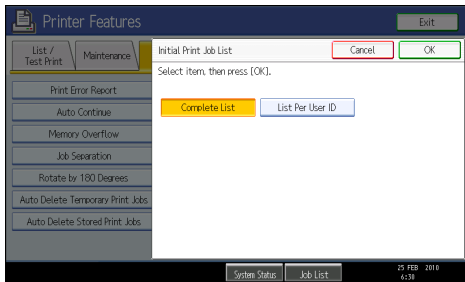 Printer Features
Exit
List /
Test Print
Maintenance
Initial Print Job List
Cancel
OK
Select item, then press [OK].
Print Error Report
Complete List
List Per User ID
Auto Continue
Memory Overflow
Job Separation
Rotate by 180 Degrees
Auto Delete Temporary Print Jobs
Auto Delete Stored Print Jobs
System Status
Job List
25 FEB 2010
6:30